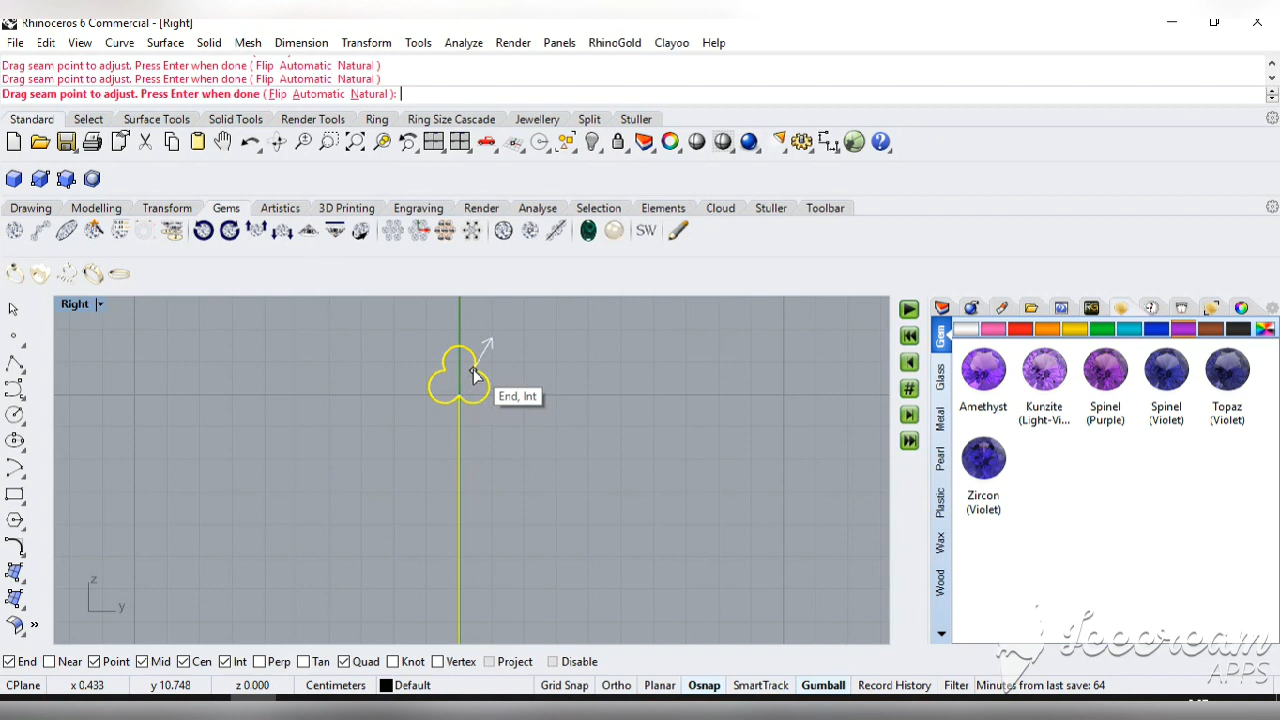 Rhinoceros 6 Commercial - [Right]
File Edit View Curve Surface Solid Mesh Dimension Transform Tools Analyze Render Panels RhinoGold Clayoo Help
Drag seam point to adjust. Press Enter when done ( Flip Automatic Natural )
Drag seam point to adjust. Press Enter when done ( Flip Automatic Natural )
Drag seam point to adjust. Press Enter when done ( Flip Automatic Natural ):
Standard Select Surface Tools Solid Tools Render Tools Ring Ring Size Cascade Jewellery Split Stuller
Drawing Modelling Transform Gems Artistics 3D Printing Engraving Render Analyse Selection Elements Cloud Stuller Toolbar
SW
Right
Gem
Glass
Metal
Pearl
Plastic
Wax
Wood
Amethyst
Kunzite
(Light-Vi...
Spinel
(Purple)
Spinel
(Violet)
Topaz
(Violet)
Zircon
(Violet)
End, Int
z
y
Icecream
APPS
End Near Point Mid Cen Int Perp Tan Quad Knot Vertex Project Disable
CPlane x 0.433 y 10.748 z 0.000 Centimeters Default Grid Snap Ortho Planar Osnap SmartTrack Gumball Record History Filter Minutes from last save: 64